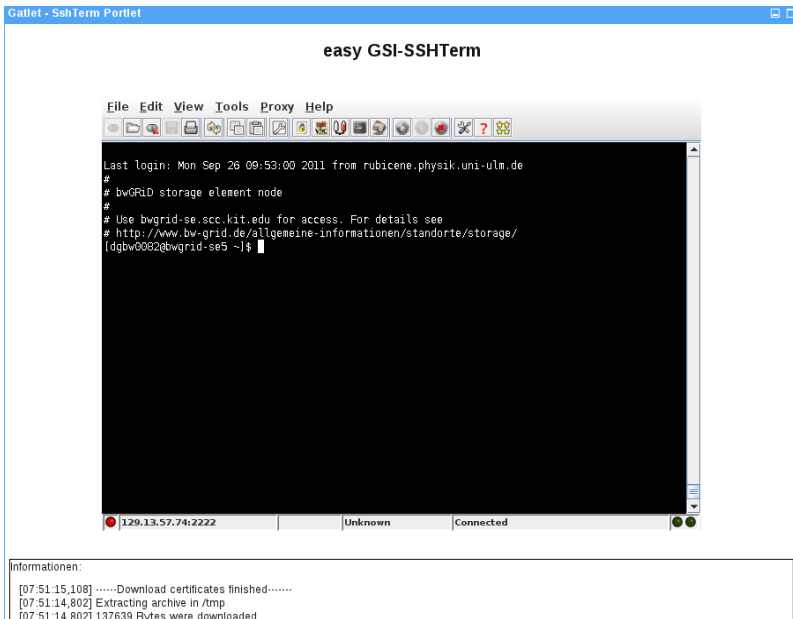 Gatlet - SshTerm Portlet
easy GSI-SSHTerm
File Edit View Tools Proxy Help
Last login: Mon Sep 26 09:53:00 2011 from rubicene.physik.uni-ulm.de
#
# bwGRiD storage element node
#
# Use bwgrid-se.scc.kit.edu for access. For details see
# http://www.bw-grid.de/allgemeine-informationen/standorte/storage/
[dgbw0082@bwgrid-se5 ~]$
129.13.57.74:2222 Unknown Connected
Informationen:
[07:51:15,108] ------Download certificates finished-------
[07:51:14,802] Extracting archive in /tmp
[07:51:14,802] 137639 Bytes were downloaded